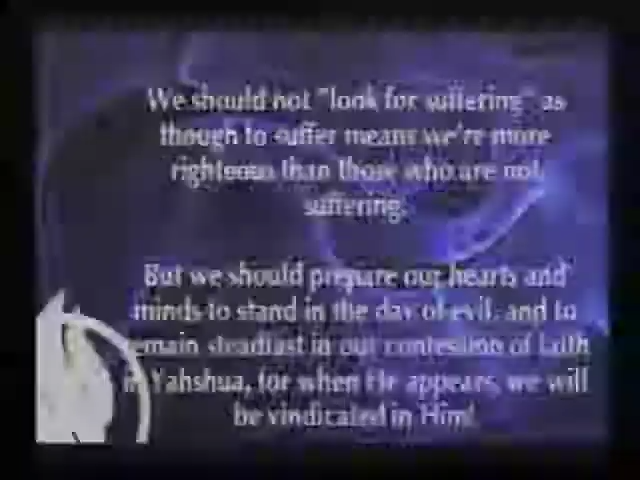 We should not "look for suffering" as
though to suffer means we're more
righteous than those who are not
suffering.
But we should prepare our hearts and
minds to stand in the day of evil, and to
remain steadfast in our confession of faith
in Yahshua, for when He appears, we will
be vindicated in Him!